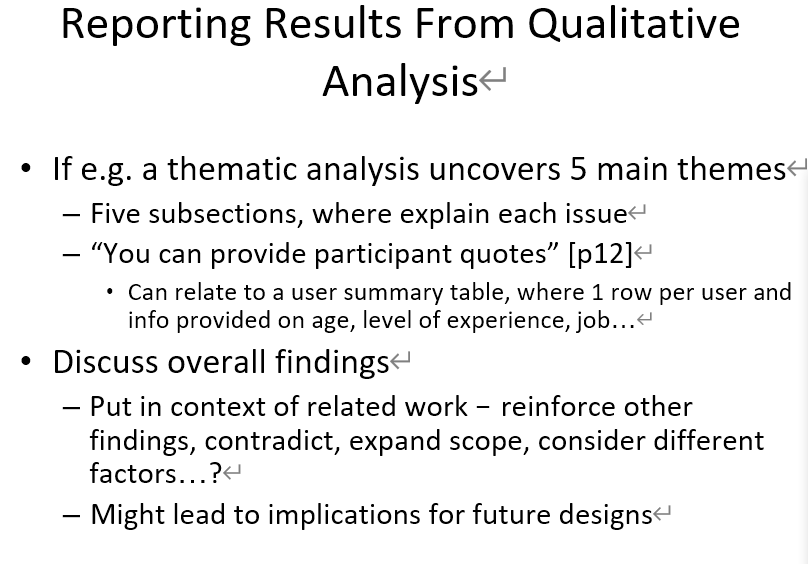 Reporting Results From Qualitative
Analysis↵
• If e.g. a thematic analysis uncovers 5 main themes↵
– Five subsections, where explain each issue↵
– “You can provide participant quotes” [p12]↵
• Can relate to a user summary table, where 1 row per user and
info provided on age, level of experience, job…↵
• Discuss overall findings↵
– Put in context of related work – reinforce other
findings, contradict, expand scope, consider different
factors…?↵
– Might lead to implications for future designs↵